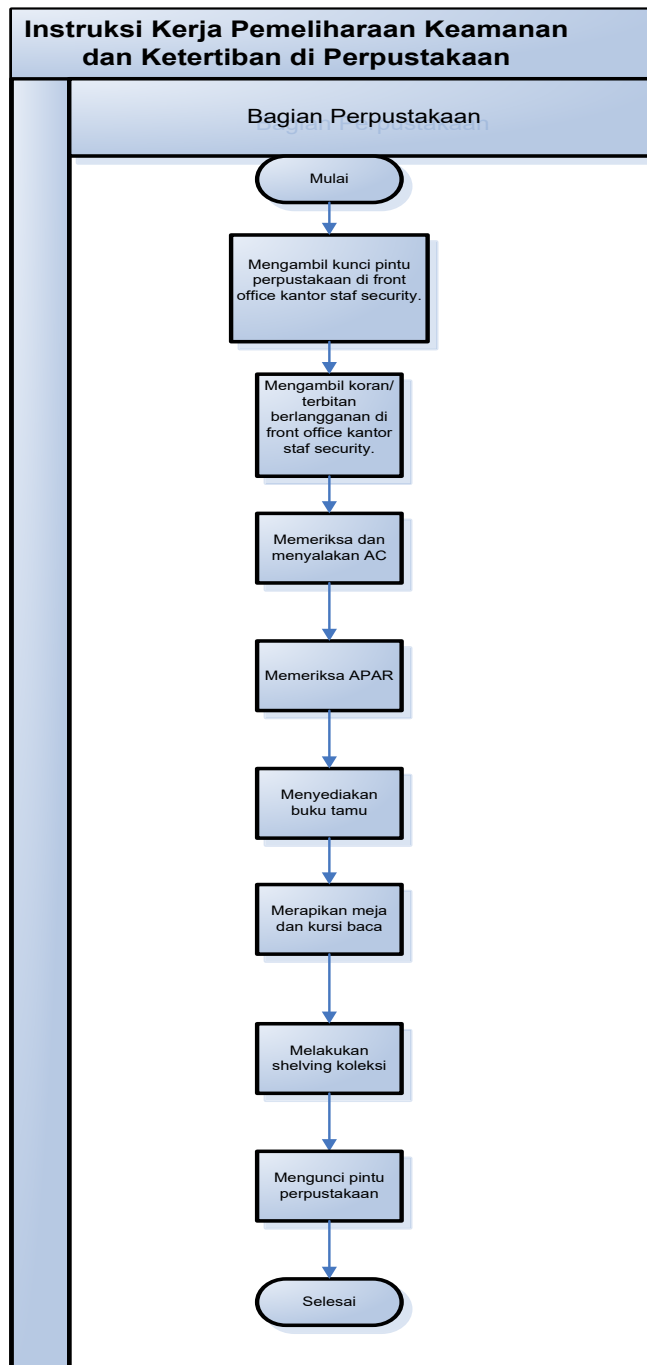 Instruksi Kerja Pemeliharaan Keamanan
dan Ketertiban di Perpustakaan
Bagian Perpustakaan
Mulai
Mengambil kunci pintu
perpustakaan di front
office kantor staf security.
Mengambil koran/
terbitan
berlangganan di
front office kantor
staf security.
Memeriksa dan
menyalakan AC
Memeriksa APAR
Menyediakan
buku tamu
Merapikan meja
dan kursi baca
Melakukan
shelving koleksi
Mengunci pintu
perpustakaan
Selesai